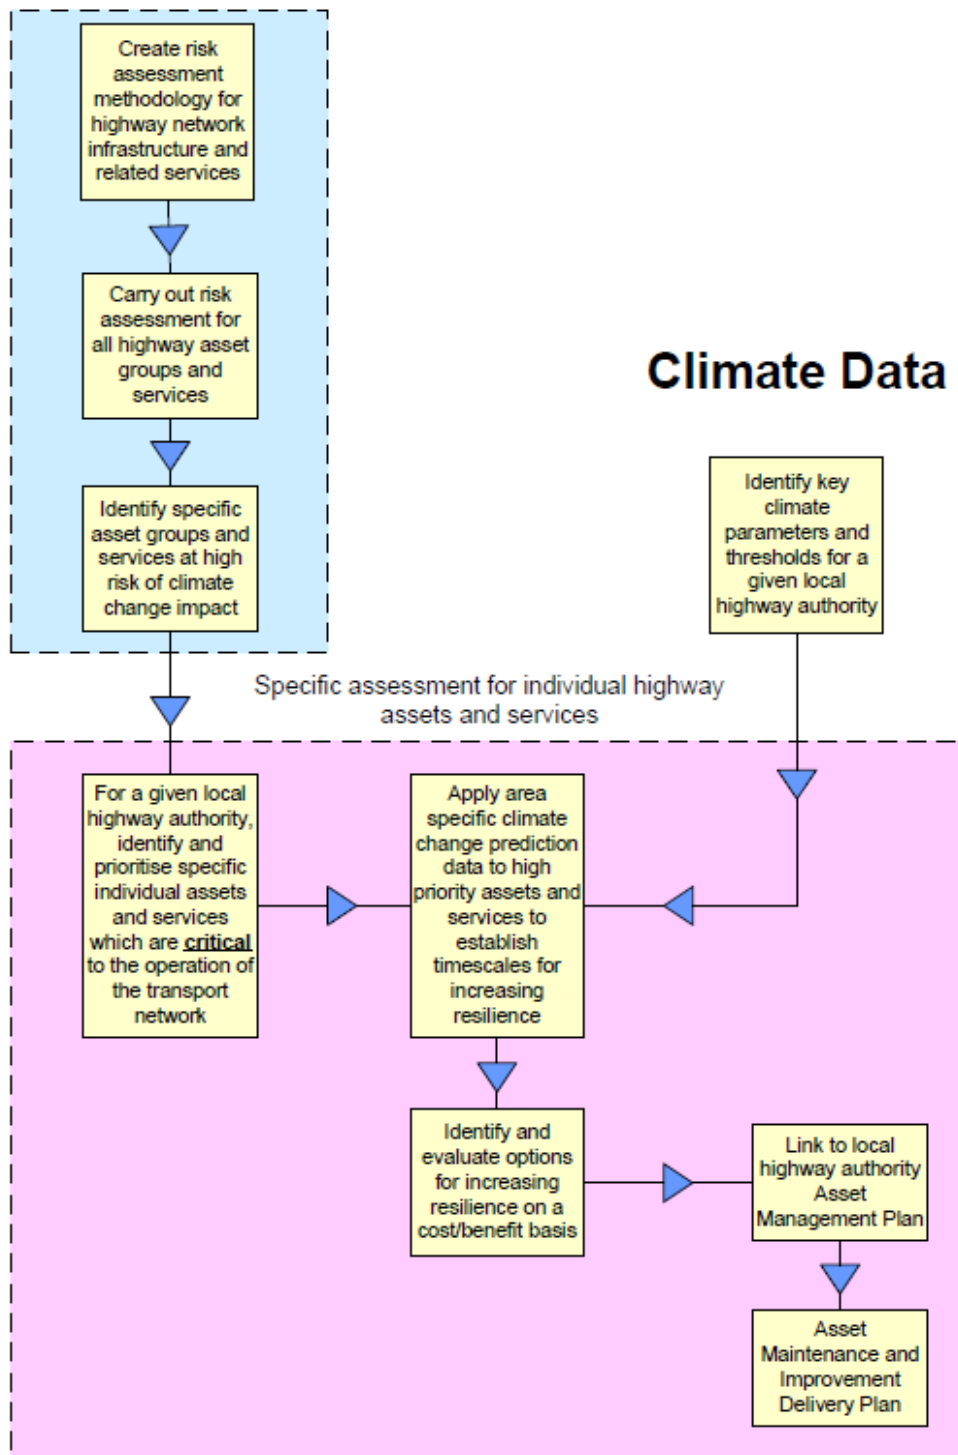 Create risk
assessment
methodology for
highway network
infrastructure and
related services
Carry out risk
assessment for
all highway asset
groups and
services
Climate Data
Identify specific
asset groups and
services at high
risk of climate
change impact
Identify key
climate
parameters and
thresholds for a
given local
highway authority
Specific assessment for individual highway
assets and services
For a given local
highway authority,
identify and
prioritise specific
individual assets
and services
which are critical
to the operation of
the transport
network
Apply area
specific climate
change prediction
data to high
priority assets and
services to
establish
timescales for
increasing
resilience
Identify and
evaluate options
for increasing
resilience on a
cost/benefit basis
Link to local
highway authority
Asset
Management Plan
Asset
Maintenance and
Improvement
Delivery Plan